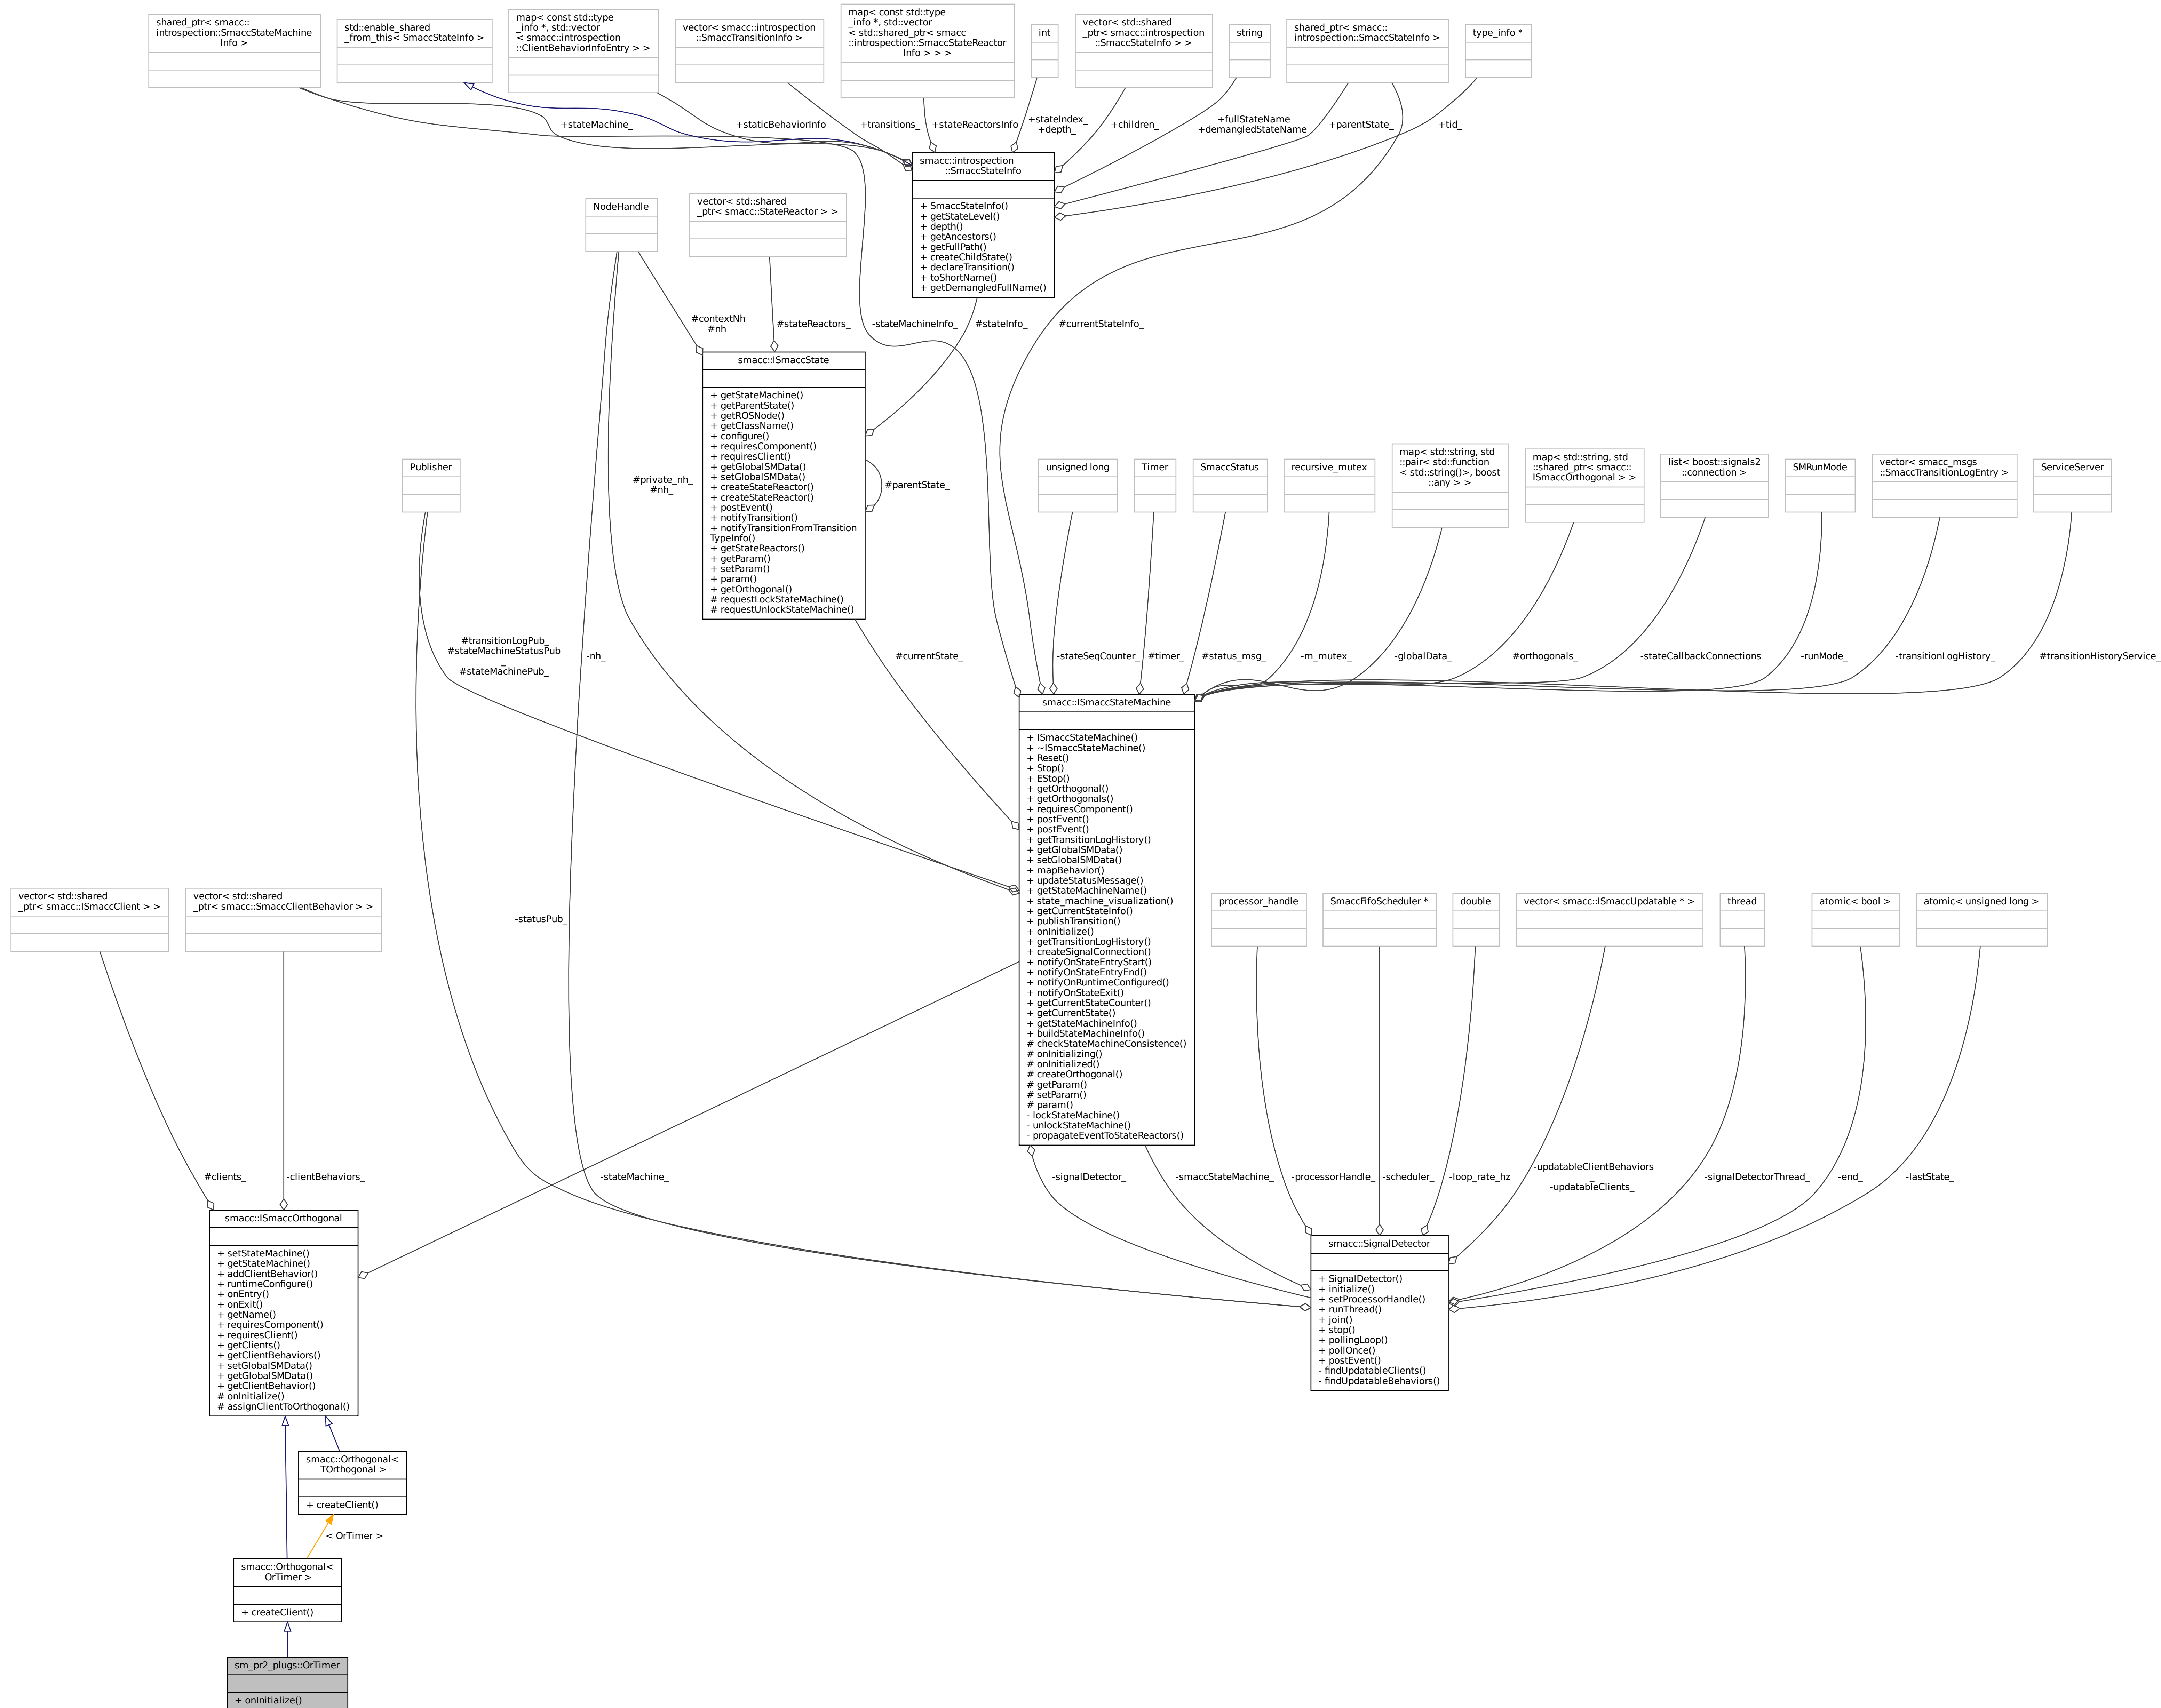 shared_ptr< smacc::
introspection::SmaccStateMachine
Info >
std::enable_shared
_from_this< SmaccStateInfo >
map< const std::type
_info *, std::vector
< smacc::introspection
::ClientBehaviorInfoEntry > >
vector< smacc::introspection
::SmaccTransitionInfo >
map< const std::type
_info *, std::vector
< std::shared_ptr< smacc
::introspection::SmaccStateReactor
Info > > >
int
vector< std::shared
_ptr< smacc::introspection
::SmaccStateInfo > >
string
shared_ptr< smacc::
introspection::SmaccStateInfo >
type_info *
+stateMachine_
+staticBehaviorInfo
+transitions_
+stateReactorsInfo
+stateIndex_
+depth_
+children_
+fullStateName
+demangledStateName
+parentState_
+tid_
smacc::introspection
::SmaccStateInfo
+ SmaccStateInfo()
+ getStateLevel()
+ depth()
+ getAncestors()
+ getFullPath()
+ createChildState()
+ declareTransition()
+ toShortName()
+ getDemangledFullName()
NodeHandle
vector< std::shared
_ptr< smacc::StateReactor > >
#contextNh
#nh
#stateReactors_
-stateMachineInfo_
#stateInfo_
#currentStateInfo_
smacc::ISmaccState
+ getStateMachine()
+ getParentState()
+ getROSNode()
+ getClassName()
+ configure()
+ requiresComponent()
+ requiresClient()
+ getGlobalSMData()
+ setGlobalSMData()
+ createStateReactor()
+ createStateReactor()
+ postEvent()
+ notifyTransition()
+ notifyTransitionFromTransition
TypeInfo()
+ getStateReactors()
+ getParam()
+ setParam()
+ param()
+ getOrthogonal()
# requestLockStateMachine()
# requestUnlockStateMachine()
#parentState_
#private_nh_
#nh_
Publisher
unsigned long
Timer
SmaccStatus
recursive_mutex
map< std::string, std
::pair< std::function
< std::string()>, boost
::any > >
map< std::string, std
::shared_ptr< smacc::
ISmaccOrthogonal > >
list< boost::signals2
::connection >
SMRunMode
vector< smacc_msgs
::SmaccTransitionLogEntry >
ServiceServer
#transitionLogPub_
#stateMachineStatusPub
_
#stateMachinePub_
-nh_
#currentState_
-stateSeqCounter_
#timer_
#status_msg_
-m_mutex_
-globalData_
#orthogonals_
-stateCallbackConnections
-runMode_
-transitionLogHistory_
#transitionHistoryService_
smacc::ISmaccStateMachine
+ ISmaccStateMachine()
+ ~ISmaccStateMachine()
+ Reset()
+ Stop()
+ EStop()
+ getOrthogonal()
+ getOrthogonals()
+ requiresComponent()
+ postEvent()
+ postEvent()
+ getTransitionLogHistory()
+ getGlobalSMData()
+ setGlobalSMData()
+ mapBehavior()
+ updateStatusMessage()
+ getStateMachineName()
+ state_machine_visualization()
+ getCurrentStateInfo()
+ publishTransition()
+ onInitialize()
+ getTransitionLogHistory()
+ createSignalConnection()
+ notifyOnStateEntryStart()
+ notifyOnStateEntryEnd()
+ notifyOnRuntimeConfigured()
+ notifyOnStateExit()
+ getCurrentStateCounter()
+ getCurrentState()
+ getStateMachineInfo()
+ buildStateMachineInfo()
# checkStateMachineConsistence()
# onInitializing()
# onInitialized()
# createOrthogonal()
# getParam()
# setParam()
# param()
- lockStateMachine()
- unlockStateMachine()
- propagateEventToStateReactors()
vector< std::shared
_ptr< smacc::ISmaccClient > >
vector< std::shared
_ptr< smacc::SmaccClientBehavior > >
-statusPub_
processor_handle
SmaccFifoScheduler *
double
vector< smacc::ISmaccUpdatable * >
thread
atomic< bool >
atomic< unsigned long >
#clients_
-clientBehaviors_
-stateMachine_
-signalDetector_
-smaccStateMachine_
-processorHandle_
-scheduler_
-loop_rate_hz
-updatableClientBehaviors
_
-updatableClients_
-signalDetectorThread_
-end_
-lastState_
smacc::ISmaccOrthogonal
+ setStateMachine()
+ getStateMachine()
+ addClientBehavior()
+ runtimeConfigure()
+ onEntry()
+ onExit()
+ getName()
+ requiresComponent()
+ requiresClient()
+ getClients()
+ getClientBehaviors()
+ setGlobalSMData()
+ getGlobalSMData()
+ getClientBehavior()
# onInitialize()
# assignClientToOrthogonal()
smacc::SignalDetector
+ SignalDetector()
+ initialize()
+ setProcessorHandle()
+ runThread()
+ join()
+ stop()
+ pollingLoop()
+ pollOnce()
+ postEvent()
- findUpdatableClients()
- findUpdatableBehaviors()
smacc::Orthogonal<
TOrthogonal >
+ createClient()
< OrTimer >
smacc::Orthogonal<
OrTimer >
+ createClient()
sm_pr2_plugs::OrTimer
+ onInitialize()